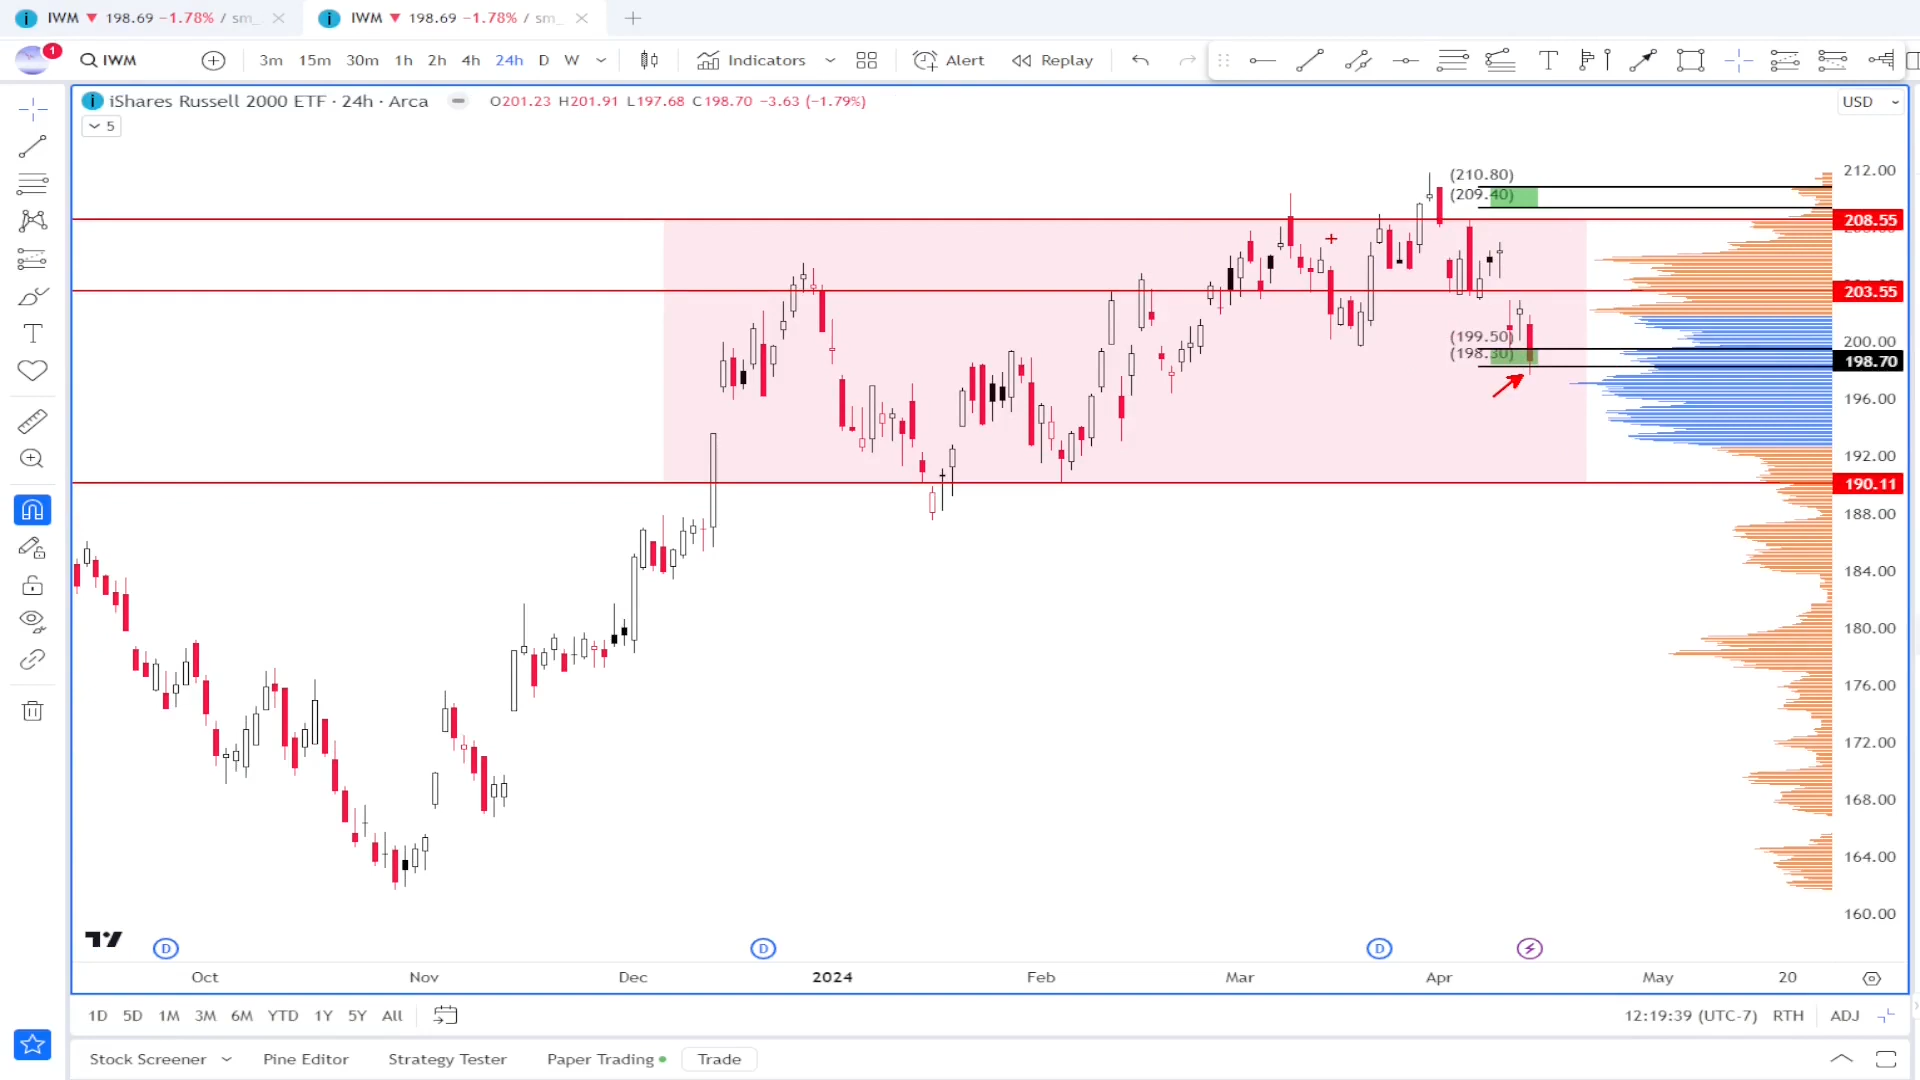 IWM ▼ 198.69 −1.78% / sm_
IWM ▼ 198.69 −1.78% / sm_
1
IWM
3m 15m 30m 1h 2h 4h 24h D W
Indicators
Alert
Replay
iShares Russell 2000 ETF · 24h · Arca
O201.23 H201.91 L197.68 C198.70 −3.63 (−1.79%)
USD
5
(210.80)
(209.40)
(199.50)
(198.30)
212.00
208.55
203.55
200.00
198.70
196.00
192.00
190.11
188.00
184.00
180.00
176.00
172.00
168.00
164.00
160.00
D
D
D
Oct Nov Dec 2024 Feb Mar Apr May 20
1D 5D 1M 3M 6M YTD 1Y 5Y All
12:19:39 (UTC-7) RTH ADJ
Stock Screener Pine Editor Strategy Tester Paper Trading Trade